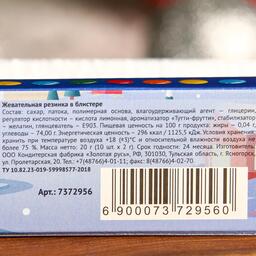 Жевательная резинка в блистере
Состав: сахар, патока, полимерная основа, влагоудерживающий агент – глицерин,
регулятор кислотности – кислота лимонная, ароматизатор «Тутти-фрутти», стабилизатор
– желатин, глянцеватель – Е903. Пищевая ценность на 100 г продукта: жиры – 0,04 г,
углеводы – 74,00 г. Энергетическая ценность – 296 ккал / 1125,5 кДж. Условия хранения:
хранить при температуре воздуха +18 (±3)°С и относительной влажности воздуха не
более 75 %. Масса: 20 г (10 шт. х 2 г). Срок годности: 24 месяца. Изготовитель:
ООО Кондитерская фабрика «Золотая русь», РФ, 301030, Тульская область, г. Ясногорск,
ул. Пролетарская, 20. Тел.: +7(48766)4-01-11; факс: +7(48766)4-02-70.
ТУ 10.82.23-019-59998577-2018
Арт.: 7372956
6 900073 729560